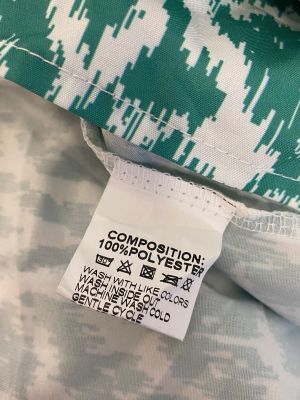 COMPOSITION:
100%POLYESTER
WASH WITH LIKE COLORS
WASH INSIDE OUT
MACHINE WASH COLD
GENTLE CYCLE